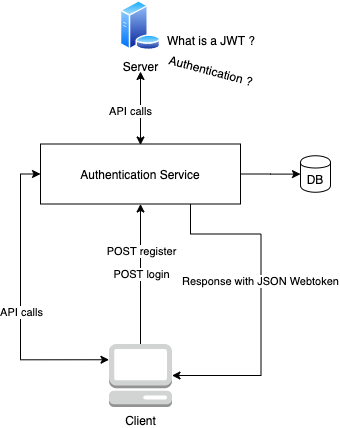 What is a JWT ?
Server
Authentication ?
API calls
Authentication Service
DB
POST register
POST login
Response with JSON Webtoken
API calls
Client